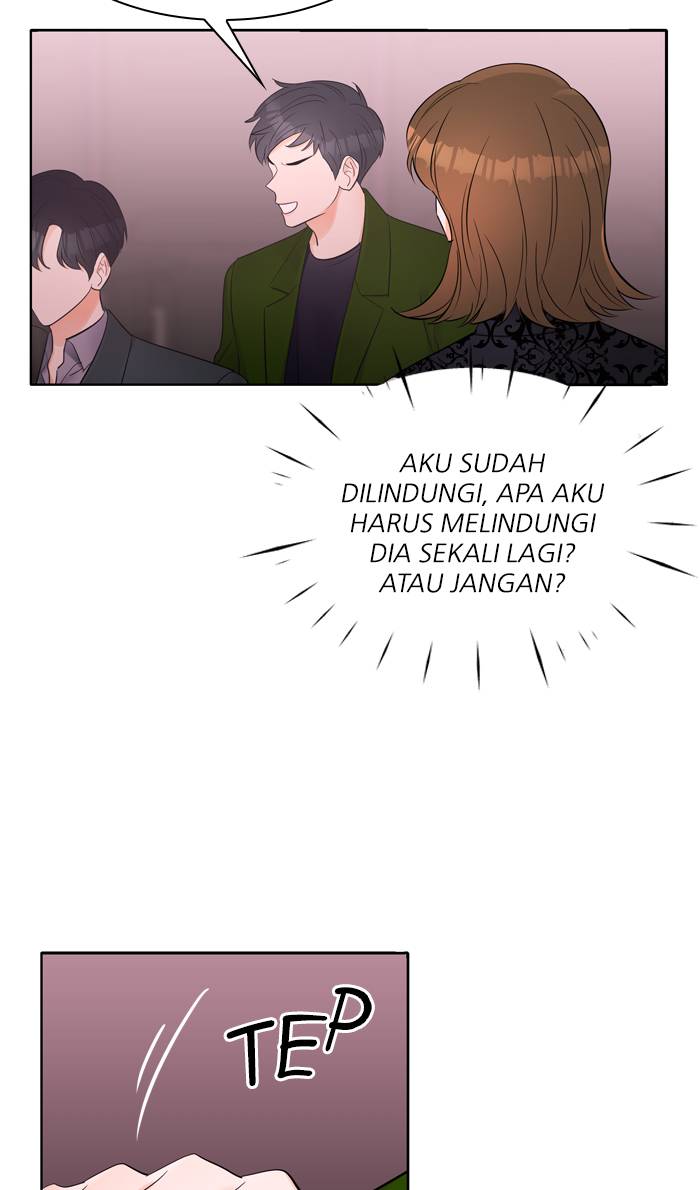 AKU SUDAH
DILINDUNGI, APA AKU
HARUS MELINDUNGI
DIA SEKALI LAGI?
ATAU JANGAN?
TEP